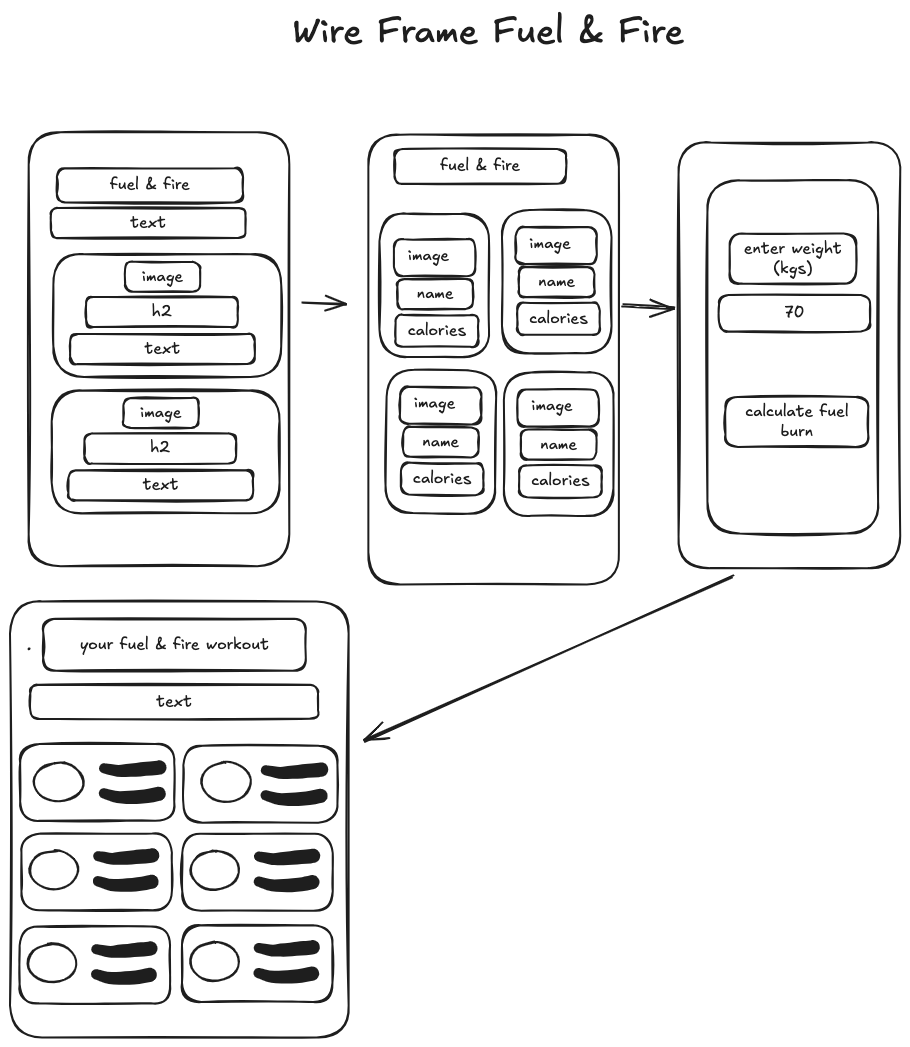 Wire Frame Fuel & Fire
fuel & fire
text
image
h2
text
image
h2
text
fuel & fire
image
name
calories
image
name
calories
image
name
calories
image
name
calories
enter weight
(kgs)
70
calculate fuel
burn
your fuel & fire workout
text